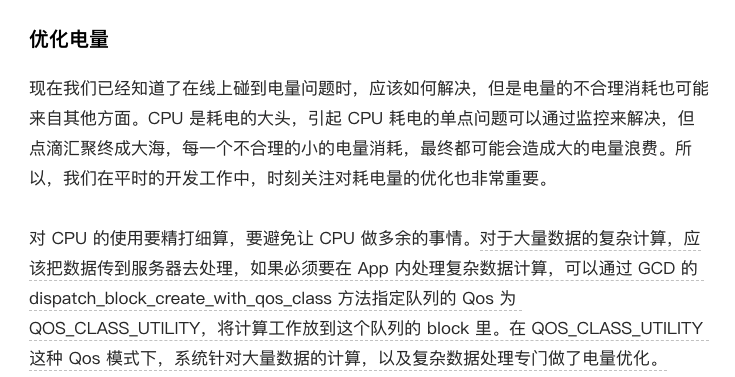 优化电量
现在我们已经知道了在线上碰到电量问题时，应该如何解决，但是电量的不合理消耗也可能
来自其他方面。CPU 是耗电的大头，引起 CPU 耗电的单点问题可以通过监控来解决，但
点滴汇聚终成大海，每一个不合理的小的电量消耗，最终都可能会造成大的电量浪费。所
以，我们在平时的开发工作中，时刻关注对耗电量的优化也非常重要。
对 CPU 的使用要精打细算，要避免让 CPU 做多余的事情。对于大量数据的复杂计算，应
该把数据传到服务器去处理，如果必须要在 App 内处理复杂数据计算，可以通过 GCD 的
dispatch_block_create_with_qos_class 方法指定队列的 Qos 为
QOS_CLASS_UTILITY，将计算工作放到这个队列的 block 里。在 QOS_CLASS_UTILITY
这种 Qos 模式下，系统针对大量数据的计算，以及复杂数据处理专门做了电量优化。